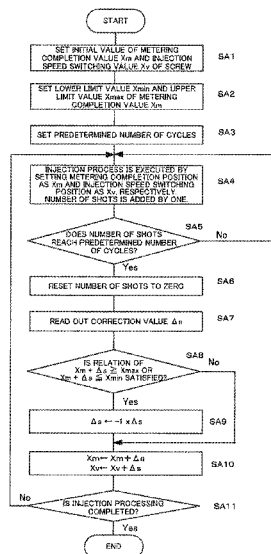 START
SET INITIAL VALUE OF METERING
COMPLETION VALUE Xm AND INJECTION
SPEED SWITCHING VALUE Xv OF SCREW
SA1
SET LOWER LIMIT VALUE Xmin AND UPPER
LIMIT VALUE Xmax OF METERING
COMPLETION VALUE Xm
SA2
SET PREDETERMINED NUMBER OF CYCLES
SA3
INJECTION PROCESS IS EXECUTED BY
SETTING METERING COMPLETION POSITION
AS Xm AND INJECTION SPEED SWITCHING
POSITION AS Xv, RESPECTIVELY.
NUMBER OF SHOTS IS ADDED BY ONE.
SA4
DOES NUMBER OF SHOTS
REACH PREDETERMINED NUMBER
OF CYCLES?
SA5
No
Yes
RESET NUMBER OF SHOTS TO ZERO
SA6
READ OUT CORRECTION VALUE Δs
SA7
IS RELATION OF
Xm + Δs ≧ Xmax OR
Xm + Δs ≦ Xmin SATISFIED?
SA8
No
Yes
Δs ← -1 x Δs
SA9
Xm ← Xm + Δs
Xv ← Xv + Δs
SA10
No
IS INJECTION PROCESSING
COMPLETED?
SA11
Yes
END